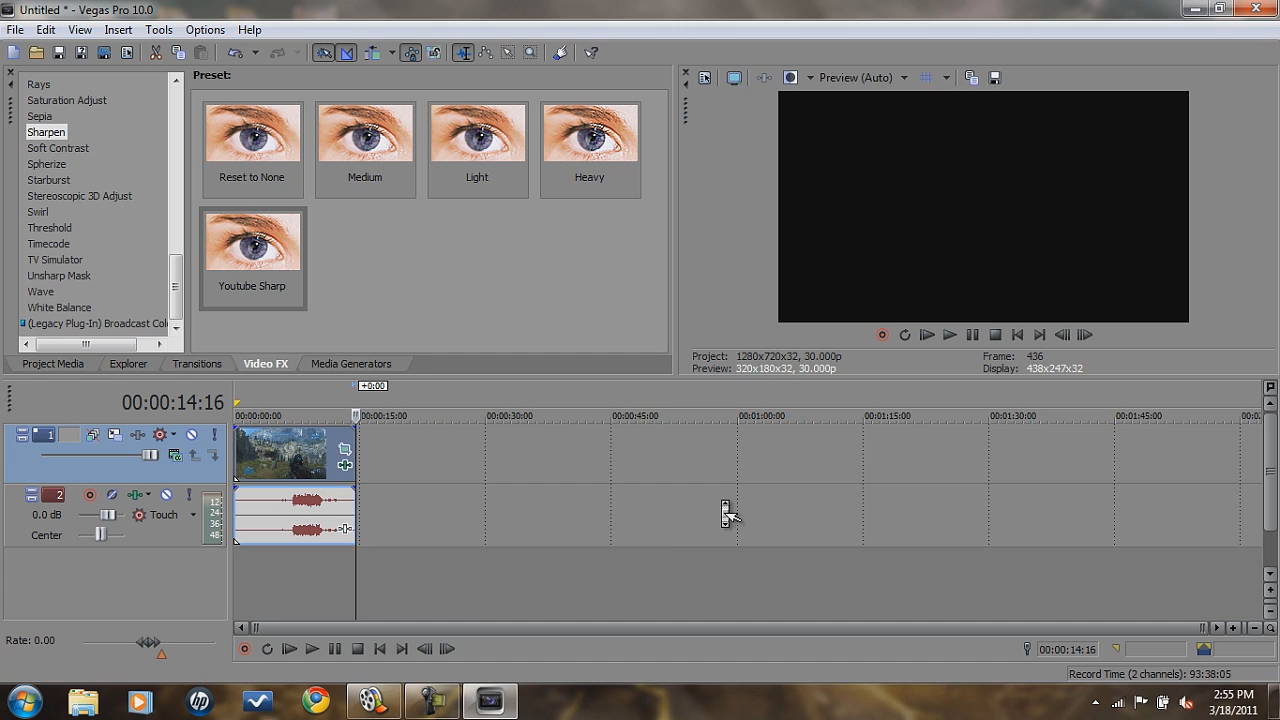 Untitled * - Vegas Pro 10.0
File Edit View Insert Tools Options Help
Rays
Saturation Adjust
Sepia
Sharpen
Soft Contrast
Spherize
Starburst
Stereoscopic 3D Adjust
Swirl
Threshold
Timecode
TV Simulator
Unsharp Mask
Wave
White Balance
(Legacy Plug-In) Broadcast Col
Preset:
Reset to None Medium Light Heavy
Youtube Sharp
Project Media Explorer Transitions Video FX Media Generators
Preview (Auto)
Project: 1280x720x32, 30.000p Frame: 436
Preview: 320x180x32, 30.000p Display: 438x247x32
00:00:14:16
+0:00
00:00:00:00 00:00:15:00 00:00:30:00 00:00:45:00 00:01:00:00 00:01:15:00 00:01:30:00 00:01:45:00 00:0
1
2
0.0 dB Touch
Center
12
24
36
48
Rate: 0.00
00:00:14:16
Record Time (2 channels): 93:38:05
hp
2:55 PM
3/18/2011